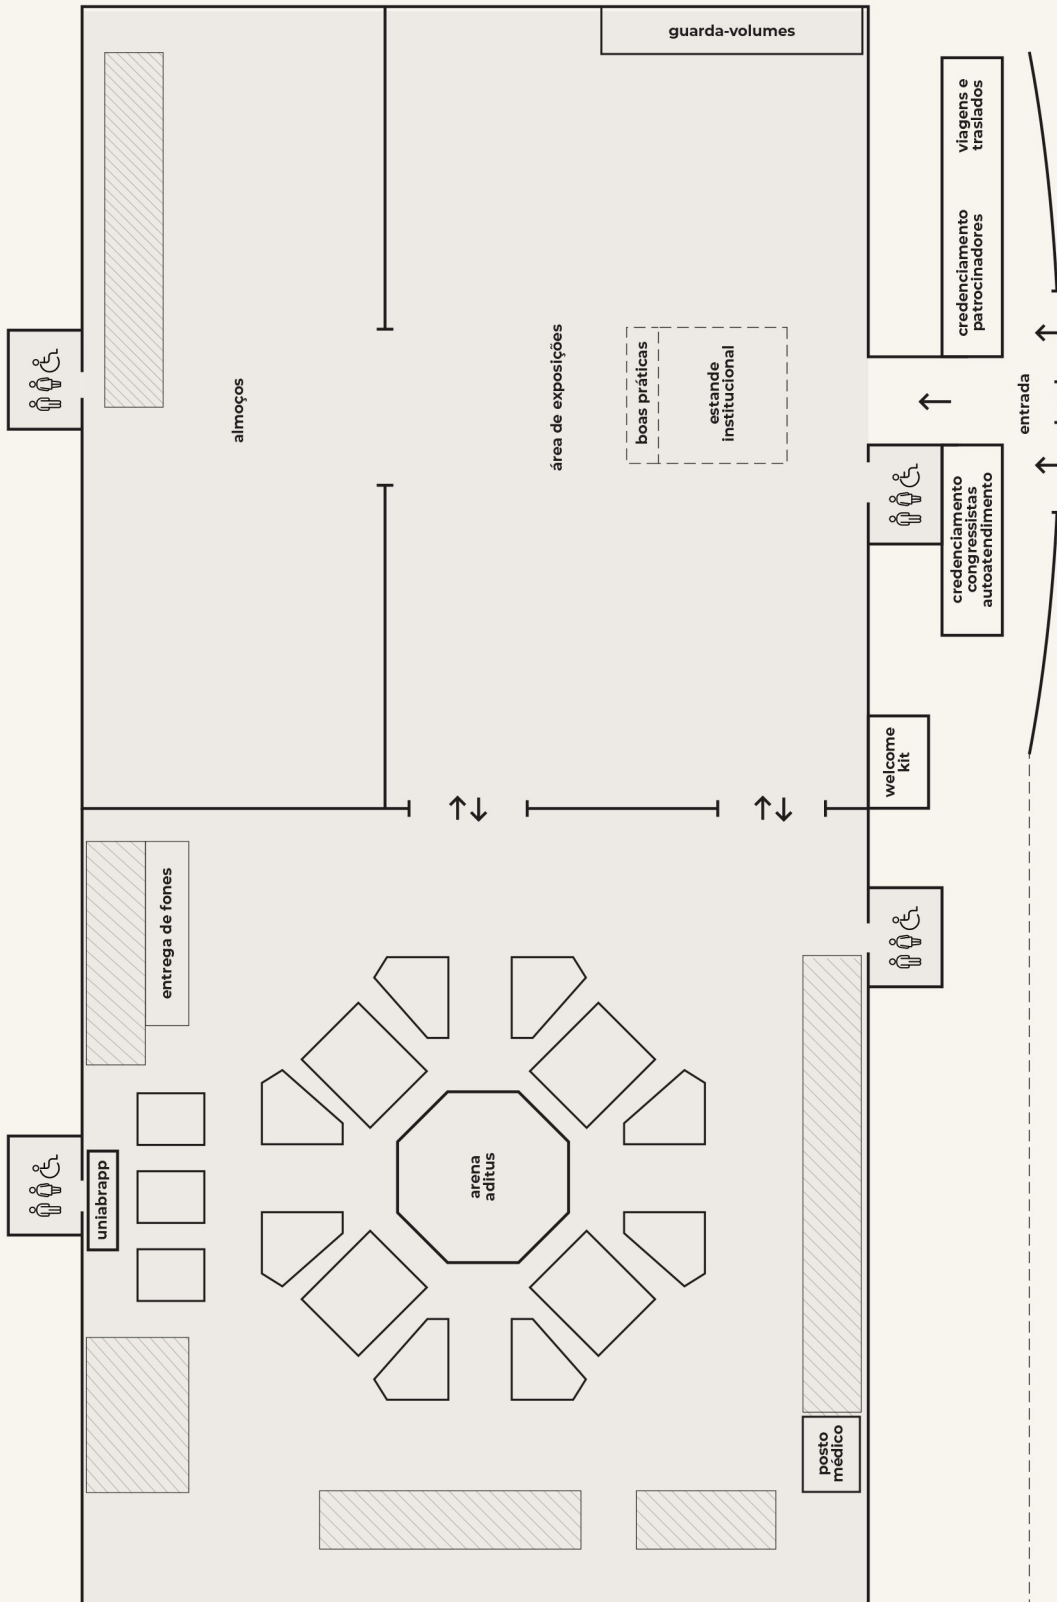 guarda-volumes
viagens e
traslados
credenciamento
patrocinadores
almoços
área de exposições
boas práticas
estande
institucional
entrada
credenciamento
congressistas
autoatendimento
welcome
kit
entrega de fones
uniabrapp
arena
aditus
posto
médico